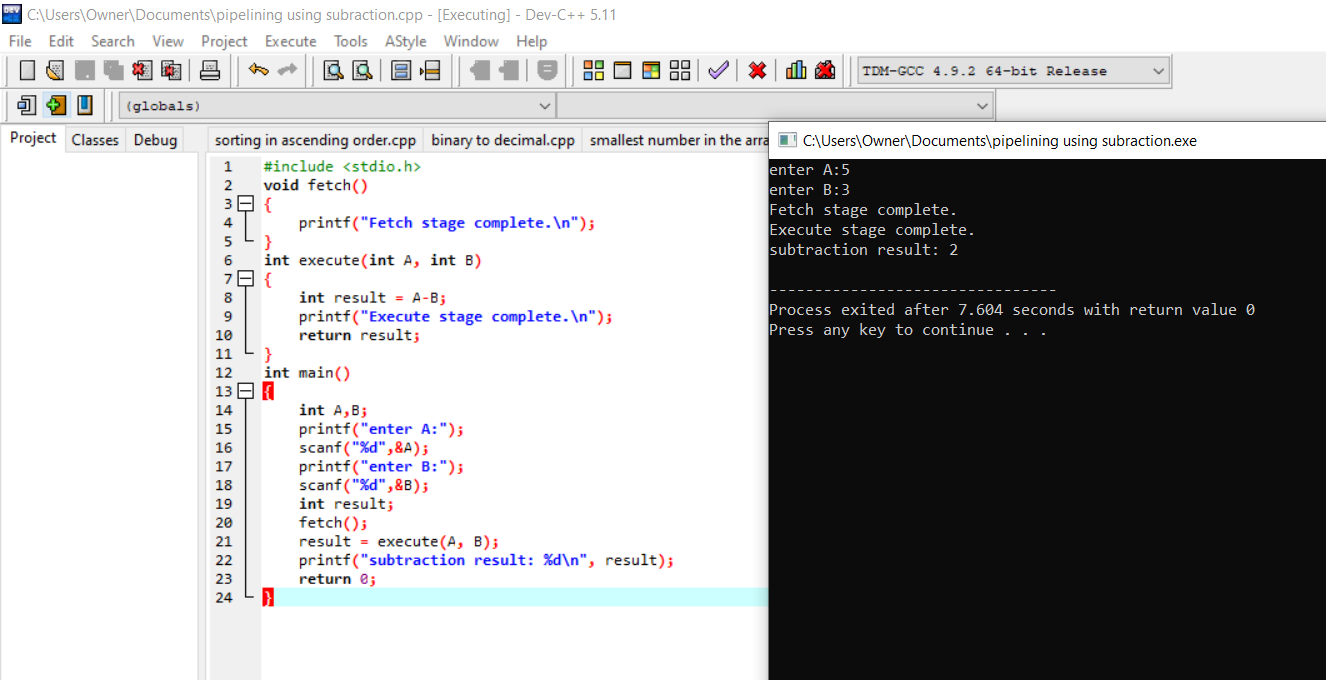 C:\Users\Owner\Documents\pipelining using subraction.cpp - [Executing] - Dev-C++ 5.11
File Edit Search View Project Execute Tools AStyle Window Help
TDM-GCC 4.9.2 64-bit Release
(globals)
Project Classes Debug
sorting in ascending order.cpp binary to decimal.cpp smallest number in the arra
1 #include <stdio.h>
2 void fetch()
3 {
4 printf("Fetch stage complete.\n");
5 }
6 int execute(int A, int B)
7 {
8 int result = A-B;
9 printf("Execute stage complete.\n");
10 return result;
11 }
12 int main()
13 {
14 int A,B;
15 printf("enter A:");
16 scanf("%d",&A);
17 printf("enter B:");
18 scanf("%d",&B);
19 int result;
20 fetch();
21 result = execute(A, B);
22 printf("subtraction result: %d\n", result);
23 return 0;
24 }
C:\Users\Owner\Documents\pipelining using subraction.exe
enter A:5
enter B:3
Fetch stage complete.
Execute stage complete.
subtraction result: 2
--------------------------------
Process exited after 7.604 seconds with return value 0
Press any key to continue . . .